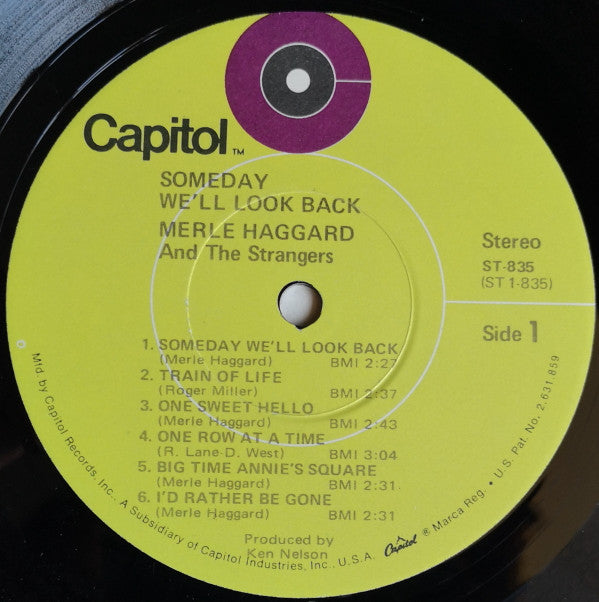 Capitol™
SOMEDAY
WE'LL LOOK BACK
MERLE HAGGARD
And The Strangers
Stereo
ST-835
(ST 1-835)
Side 1
1. SOMEDAY WE'LL LOOK BACK
(Merle Haggard) BMI 2:27
2. TRAIN OF LIFE
(Roger Miller) BMI 2:37
3. ONE SWEET HELLO
(Merle Haggard) BMI 2:43
4. ONE ROW AT A TIME
(R. Lane-D. West) BMI 3:04
5. BIG TIME ANNIE'S SQUARE
(Merle Haggard) BMI 2:31
6. I'D RATHER BE GONE
(Merle Haggard) BMI 2:31
Produced by
Ken Nelson
Mfd. by Capitol Records, Inc., A Subsidiary of Capitol Industries, Inc., U.S.A. Capitol ® Marca Reg. • U.S. Pat. No. 2,631,859